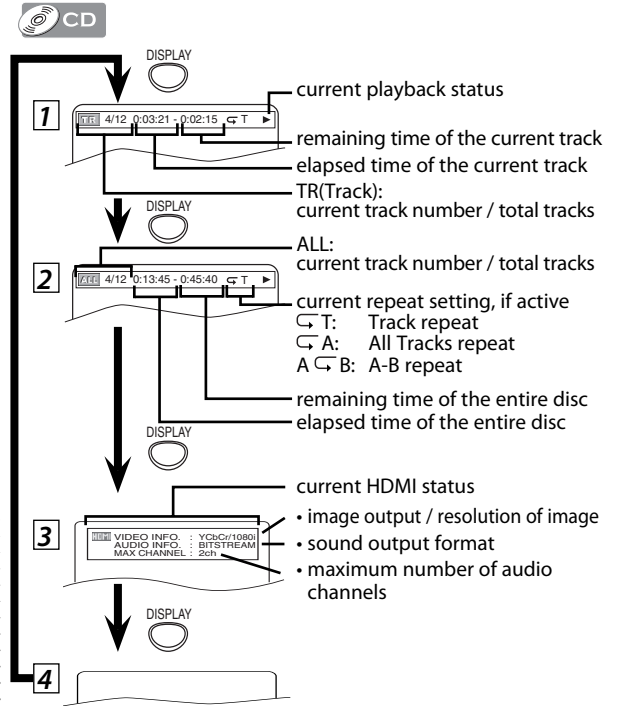 CD
DISPLAY
current playback status
1
TR 4/12 0:03:21 - 0:02:15 T
remaining time of the current track
elapsed time of the current track
TR(Track):
current track number / total tracks
DISPLAY
ALL:
current track number / total tracks
2
ALL 4/12 0:13:45 - 0:45:40 T
current repeat setting, if active
T: Track repeat
A: All Tracks repeat
A B: A-B repeat
remaining time of the entire disc
elapsed time of the entire disc
DISPLAY
current HDMI status
3
HDMI VIDEO INFO. : YCbCr/1080i
AUDIO INFO. : BITSTREAM
MAX CHANNEL : 2ch
• image output / resolution of image
• sound output format
• maximum number of audio
channels
DISPLAY
4